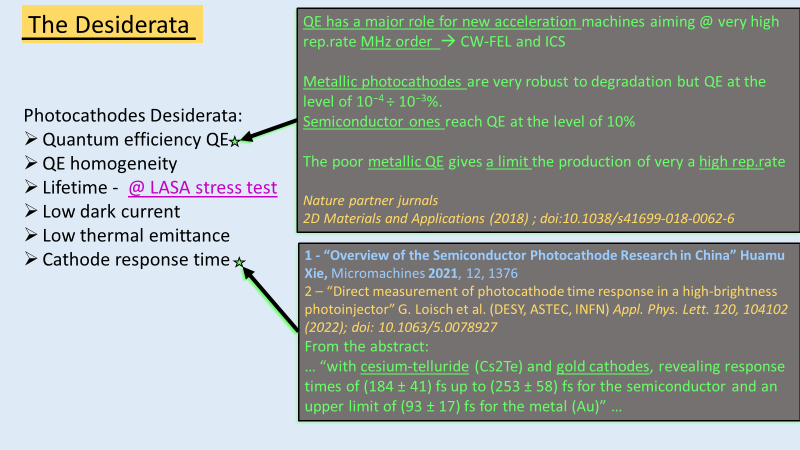 The Desiderata
Photocathodes Desiderata:
➢ Quantum efficiency QE
➢ QE homogeneity
➢ Lifetime - @ LASA stress test
➢ Low dark current
➢ Low thermal emittance
➢ Cathode response time
QE has a major role for new acceleration machines aiming @ very high
rep.rate MHz order → CW-FEL and ICS
Metallic photocathodes are very robust to degradation but QE at the
level of 10⁻⁴ ÷ 10⁻³%.
Semiconductor ones reach QE at the level of 10%
The poor metallic QE gives a limit the production of very a high rep.rate
Nature partner jurnals
2D Materials and Applications (2018) ; doi:10.1038/s41699-018-0062-6
1 - “Overview of the Semiconductor Photocathode Research in China” Huamu
Xie, Micromachines 2021, 12, 1376
2 – “Direct measurement of photocathode time response in a high-brightness
photoinjector” G. Loisch et al. (DESY, ASTEC, INFN) Appl. Phys. Lett. 120, 104102
(2022); doi: 10.1063/5.0078927
From the abstract:
… “with cesium-telluride (Cs2Te) and gold cathodes, revealing response
times of (184 ± 41) fs up to (253 ± 58) fs for the semiconductor and an
upper limit of (93 ± 17) fs for the metal (Au)” …